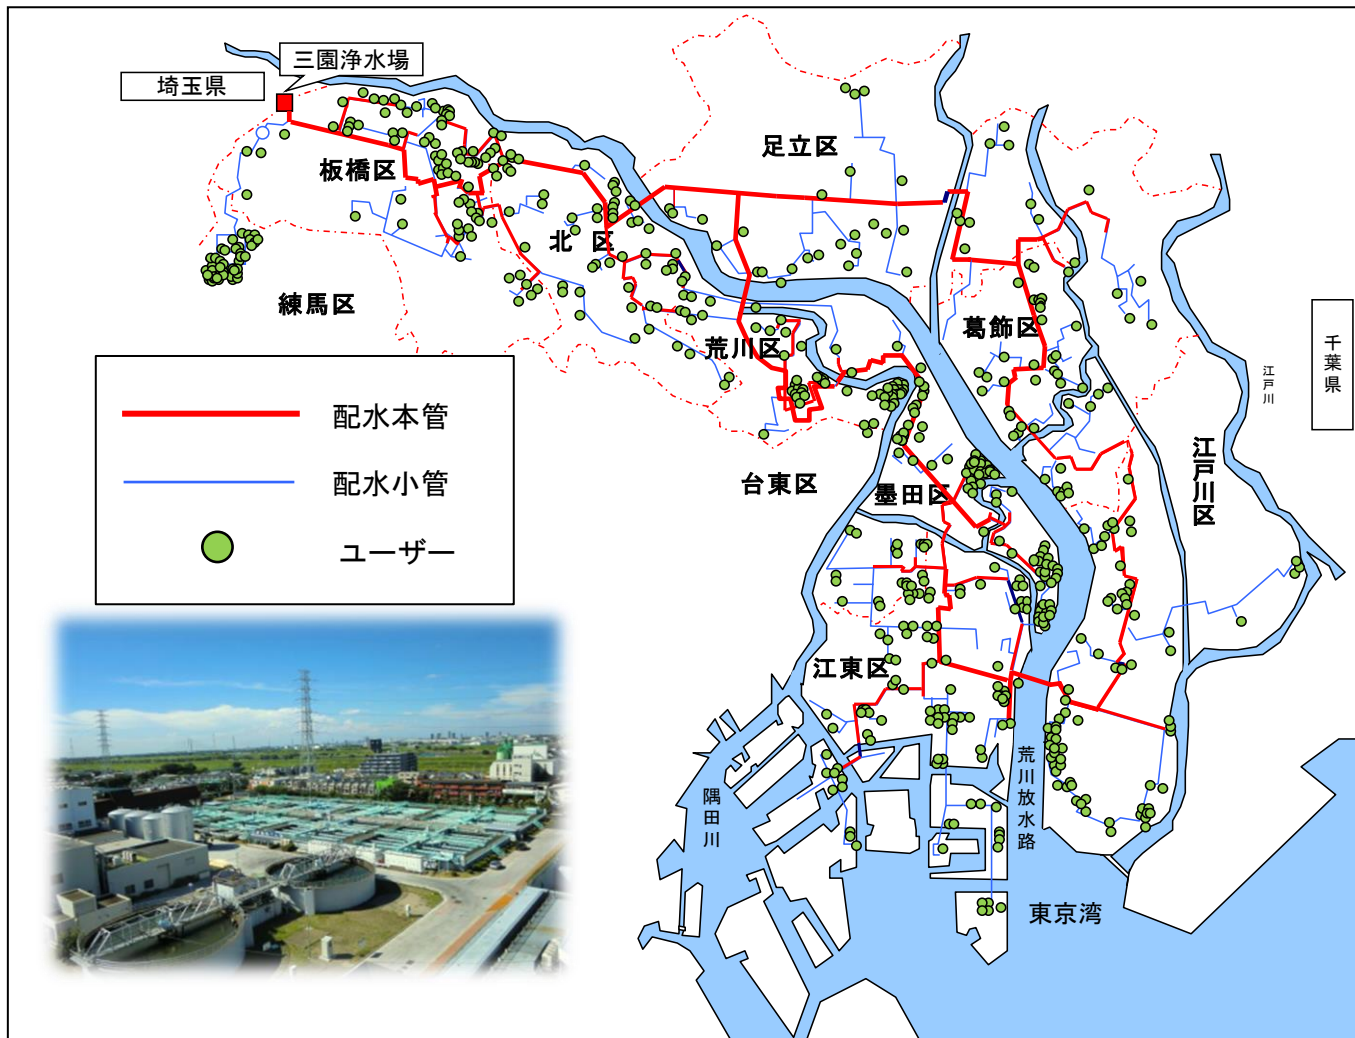 三園浄水場
埼玉県
足立区
板橋区
北 区
練馬区
葛飾区
荒川区
千葉県
江戸川
配水本管
配水小管
ユーザー
台東区
墨田区
江戸川区
江東区
隅田川
荒川放水路
東京湾